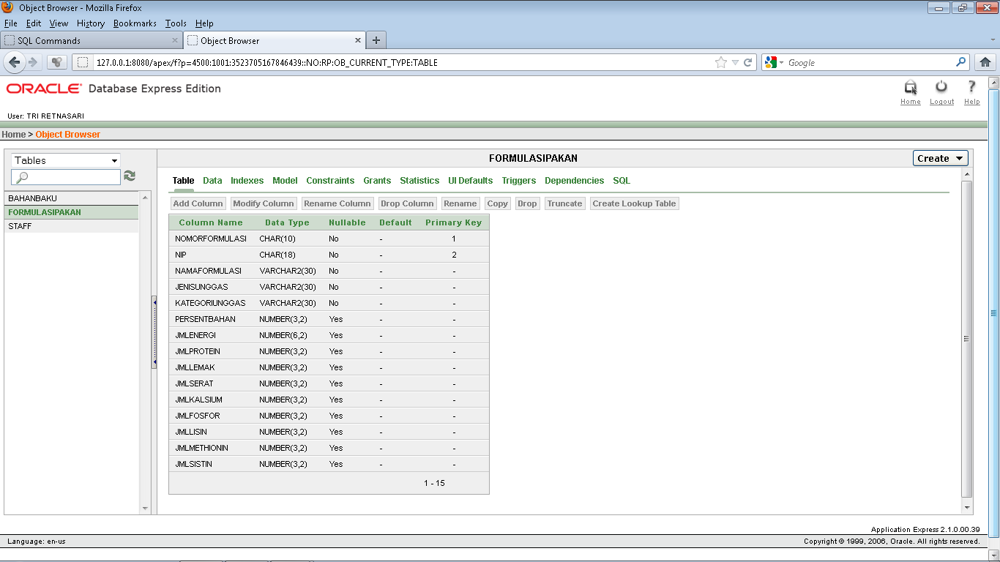 Object Browser - Mozilla Firefox
File Edit View History Bookmarks Tools Help
SQL Commands Object Browser
127.0.0.1:8080/apex/f?p=4500:1001:3523705167846439::NO:RP:OB_CURRENT_TYPE:TABLE Google
ORACLE Database Express Edition
Home Logout Help
User: TRI RETNASARI
Home > Object Browser
Tables
BAHANBAKU
FORMULASIPAKAN
STAFF
FORMULASIPAKAN Create
Table Data Indexes Model Constraints Grants Statistics UI Defaults Triggers Dependencies SQL
Add Column Modify Column Rename Column Drop Column Rename Copy Drop Truncate Create Lookup Table
Column Name Data Type Nullable Default Primary Key
NOMORFORMULASI CHAR(10) No - 1
NIP CHAR(18) No - 2
NAMAFORMULASI VARCHAR2(30) No - -
JENISUNGGAS VARCHAR2(30) No - -
KATEGORIUNGGAS VARCHAR2(30) No - -
PERSENTBAHAN NUMBER(3,2) Yes - -
JMLENERGI NUMBER(6,2) Yes - -
JMLPROTEIN NUMBER(3,2) Yes - -
JMLLEMAK NUMBER(3,2) Yes - -
JMLSERAT NUMBER(3,2) Yes - -
JMLKALSIUM NUMBER(3,2) Yes - -
JMLFOSFOR NUMBER(3,2) Yes - -
JMLLISIN NUMBER(3,2) Yes - -
JMLMETHIONIN NUMBER(3,2) Yes - -
JMLSISTIN NUMBER(3,2) Yes - -
1 - 15
Application Express 2.1.0.00.39
Language: en-us Copyright © 1999, 2006, Oracle. All rights reserved.